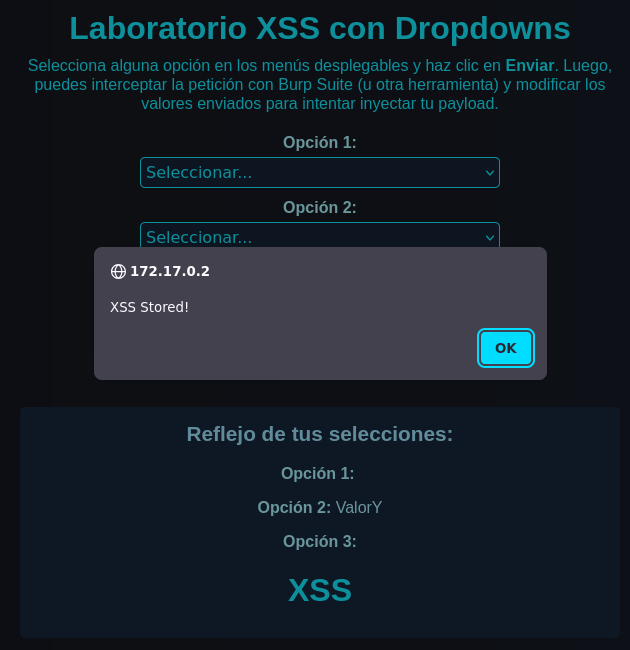 Laboratorio XSS con Dropdowns
Selecciona alguna opción en los menús desplegables y haz clic en Enviar. Luego,
puedes interceptar la petición con Burp Suite (u otra herramienta) y modificar los
valores enviados para intentar inyectar tu payload.
Opción 1:
Seleccionar...
Opción 2:
Seleccionar...
172.17.0.2
XSS Stored!
OK
Reflejo de tus selecciones:
Opción 1:
Opción 2: ValorY
Opción 3:
XSS